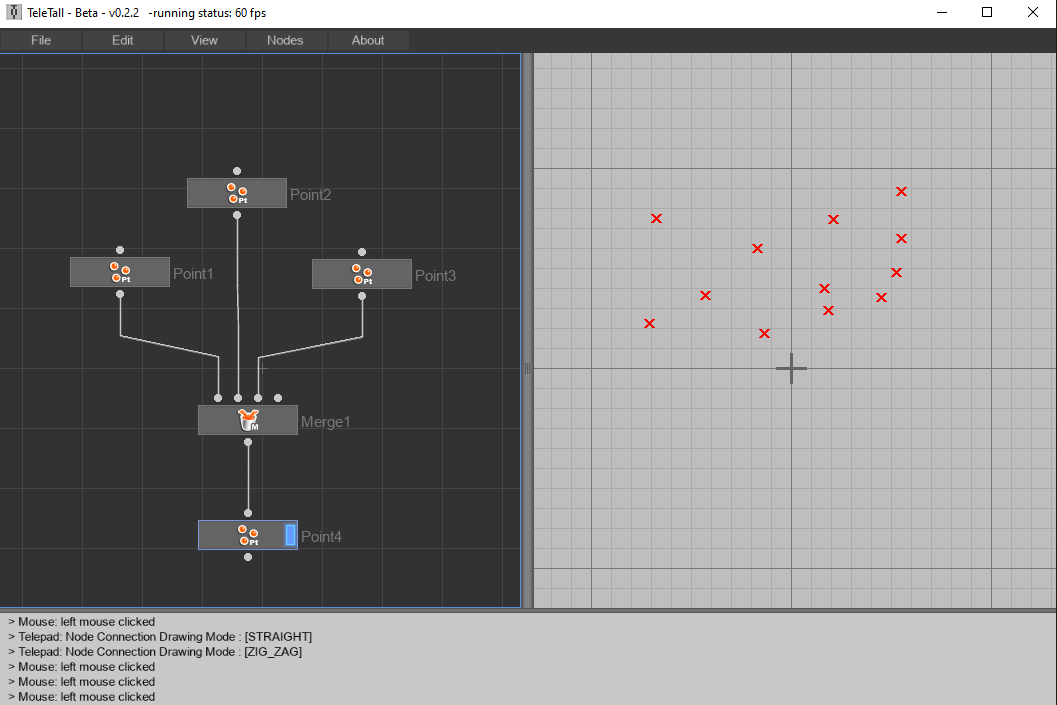 TeleTall - Beta - v0.2.2 -running status: 60 fps
File Edit View Nodes About
Pt Point2
Pt Point1
Pt Point3
M Merge1
Pt Point4
> Mouse: left mouse clicked
> Telepad: Node Connection Drawing Mode : [STRAIGHT]
> Telepad: Node Connection Drawing Mode : [ZIG_ZAG]
> Mouse: left mouse clicked
> Mouse: left mouse clicked
> Mouse: left mouse clicked